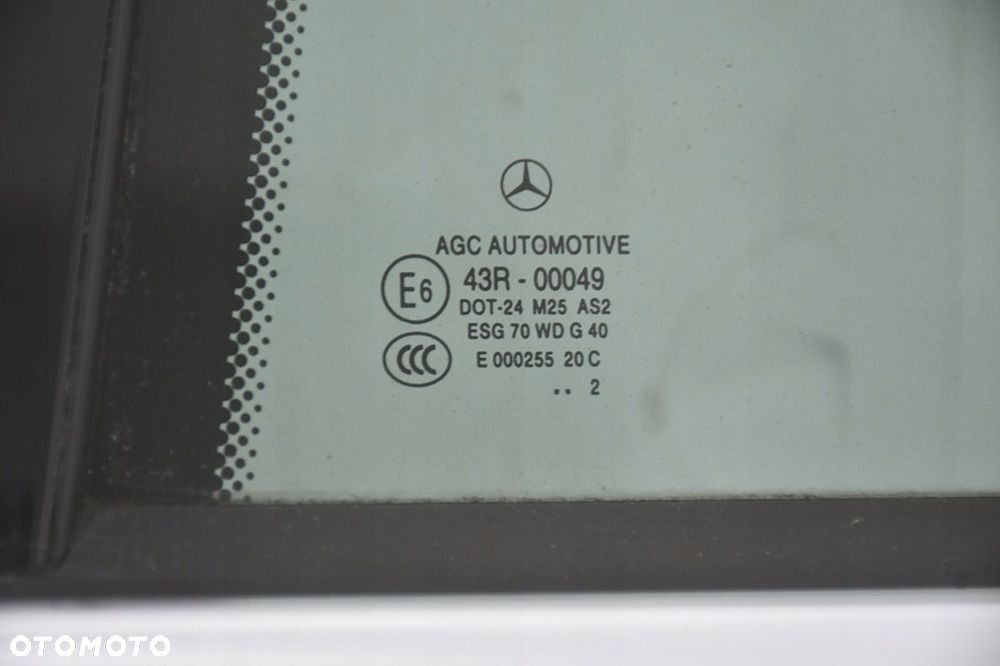 AGC AUTOMOTIVE
E6 43R - 00049
DOT-24 M25 AS2
ESG 70 WD G 40
CCC E 000255 20 C
.. 2
OTOMOTO